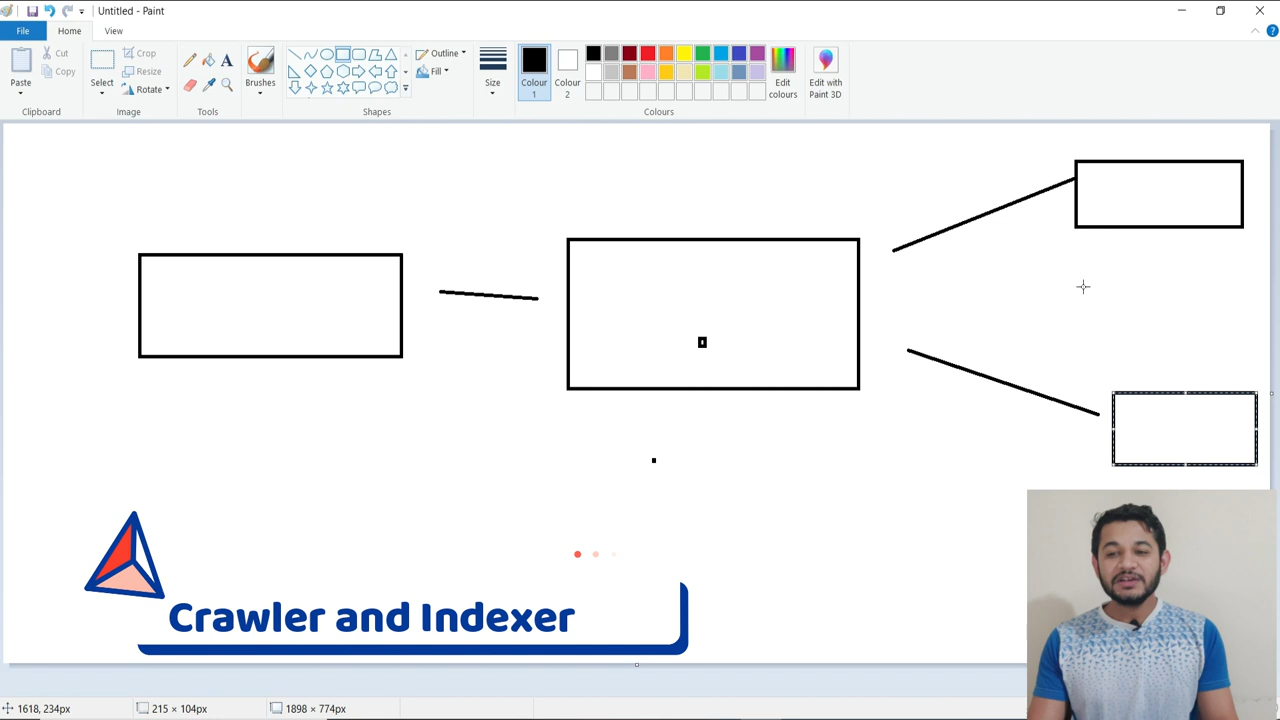 Untitled - Paint
File
Home
View
Paste
Cut
Copy
Clipboard
Select
Crop
Resize
Rotate
Image
A
Tools
Brushes
Outline
Fill
Shapes
Size
Colour
1
Colour
2
Edit
colours
Edit with
Paint 3D
Colours
Crawler and Indexer
1618, 234px
215 × 104px
1898 × 774px